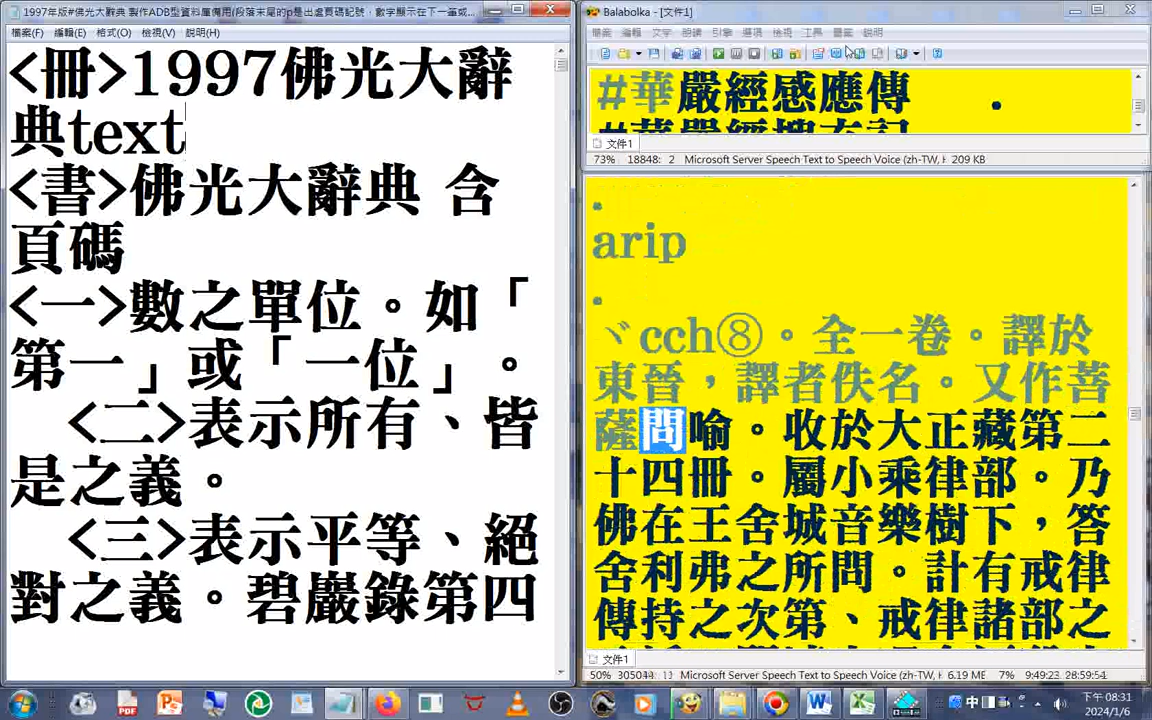 1997年版#佛光大辭典 製作ADB型資料庫備用(段落末尾的p是出處頁碼記號，數字顯示在下一筆或...
檔案(F) 編輯(E) 格式(O) 檢視(V) 說明(H)
<冊>1997佛光大辭
典text
<書>佛光大辭典 含
頁碼
<一>數之單位。如「
第一」或「一位」。
<二>表示所有、皆
是之義。
<三>表示平等、絕
對之義。碧巖錄第四
Balabolka - [文件1]
檔案 編輯 文字 朗讀 引擎 選項 檢視 工具 說明
#華嚴經感應傳 .
#華嚴經搜玄記
文件1
73% 18848: 2 Microsoft Server Speech Text to Speech Voice (zh-TW, H 209 KB
.
arip
.
ヾcch⑧。全一卷。譯於
東晉，譯者佚名。又作菩
薩問喻。收於大正藏第二
十四冊。屬小乘律部。乃
佛在王舍城音樂樹下，答
舍利弗之所問。計有戒律
傳持之次第、戒律諸部之
文件1
50% Microsoft Server Speech Text to Speech Voice (zh-TW, 6.19 MB 7% 9:49:23 28:59:54
中
下午 08:31
2024/1/6